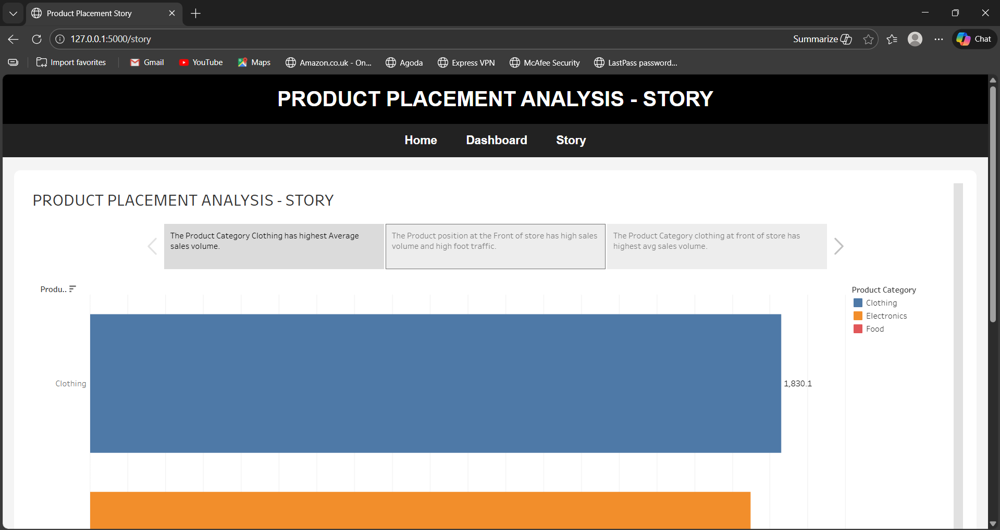 Product Placement Story
127.0.0.1:5000/story
Summarize
Chat
Import favorites
Gmail
YouTube
Maps
Amazon.co.uk - On...
Agoda
Express VPN
McAfee Security
LastPass password...
PRODUCT PLACEMENT ANALYSIS - STORY
Home
Dashboard
Story
PRODUCT PLACEMENT ANALYSIS - STORY
The Product Category Clothing has highest Average
sales volume.
The Product position at the Front of store has high sales
volume and high foot traffic.
The Product Category clothing at front of store has
highest avg sales volume.
Produ..
Product Category
Clothing
Electronics
Food
Clothing
1,830.1